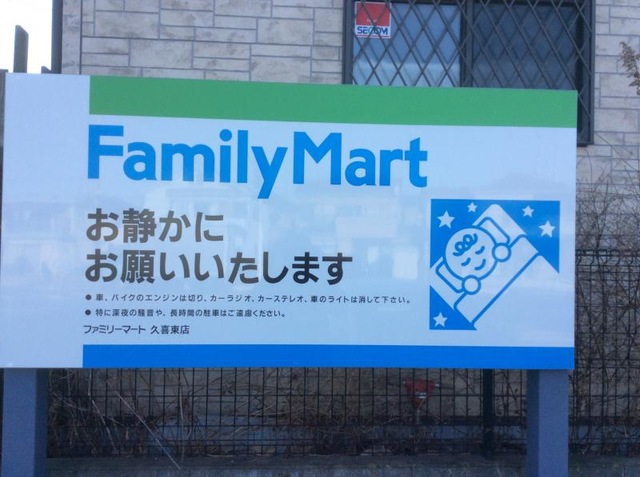 SECOM
FamilyMart
お静かに
お願いいたします
● 車、バイクのエンジンは切り、カーラジオ、カーステレオ、車のライトは消して下さい。
● 特に深夜の騒音や、長時間の駐車はご遠慮ください。
ファミリーマート 久喜東店